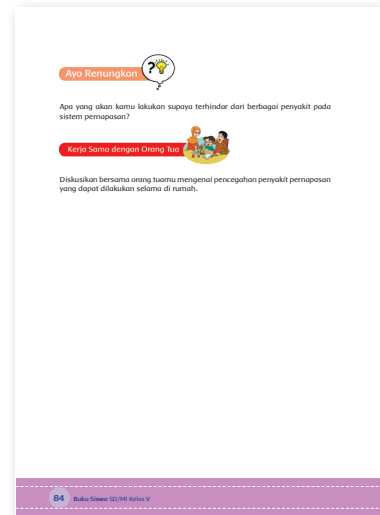 Ayo Renungkan
?
Apa yang akan kamu lakukan supaya terhindar dari berbagai penyakit pada
sistem pernapasan?
Kerja Sama dengan Orang Tua
Diskusikan bersama orang tuamu mengenai pencegahan penyakit pernapasan
yang dapat dilakukan selama di rumah.
84 Buku Siswa SD/MI Kelas V